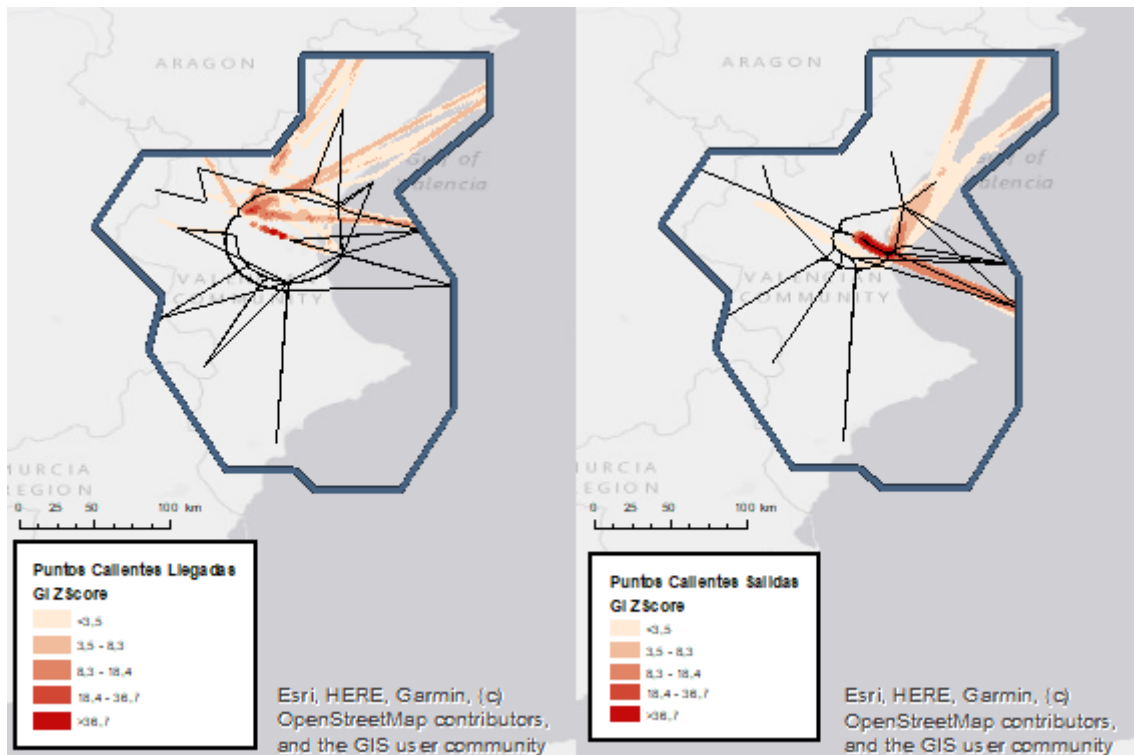 ARAGON
Gulf of
Valencia
VALENCIAN
COMMUNITY
MURCIA
REGION
0 25 50 100 km
Puntos Calientes Llegadas
GI ZScore
<3,5
3,5 - 8,3
8,3 - 18,4
18,4 - 36,7
>36,7
Esri, HERE, Garmin, (c)
OpenStreetMap contributors,
and the GIS user community
ARAGON
Gulf of
Valencia
VALENCIAN
COMMUNITY
URCIA
REGION
0 25 50 100 km
Puntos Calientes Salidas
GI ZScore
<3,5
3,5 - 8,3
8,3 - 18,4
18,4 - 36,7
>36,7
Esri, HERE, Garmin, (c)
OpenStreetMap contributors,
and the GIS user community